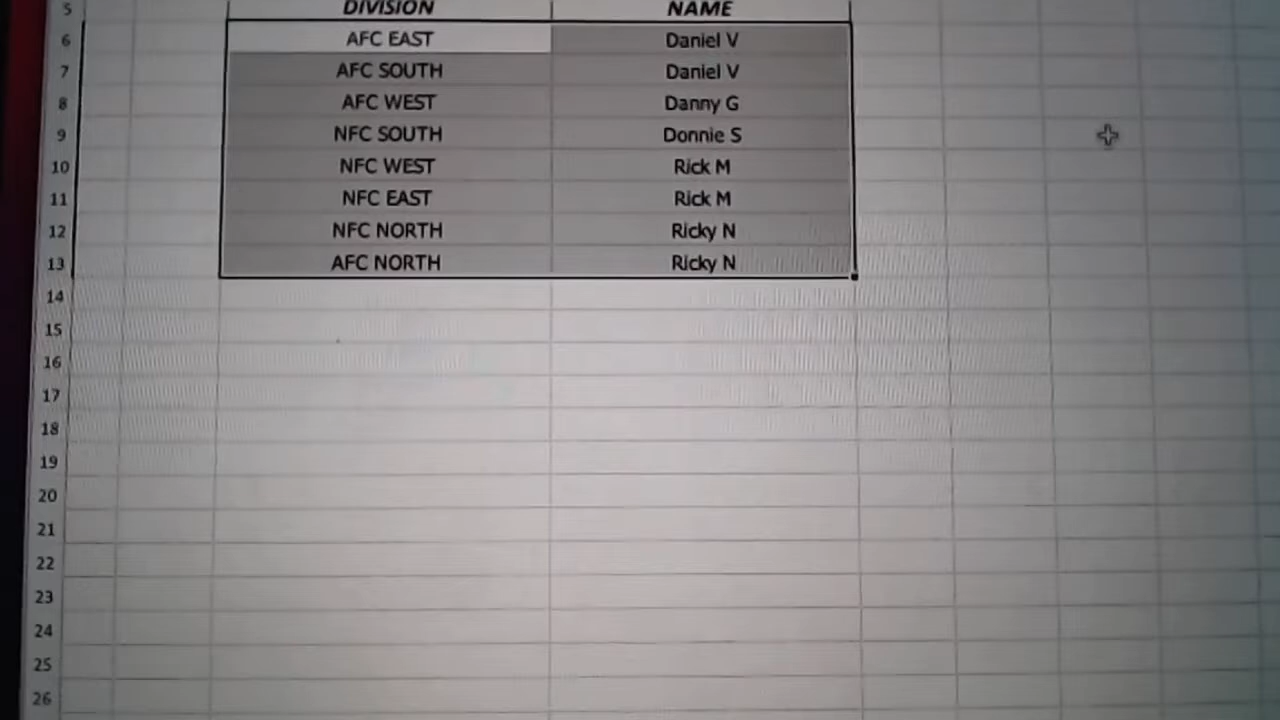 5 DIVISION NAME
6 AFC EAST Daniel V
7 AFC SOUTH Daniel V
8 AFC WEST Danny G
9 NFC SOUTH Donnie S
10 NFC WEST Rick M
11 NFC EAST Rick M
12 NFC NORTH Ricky N
13 AFC NORTH Ricky N
14
15
16
17
18
19
20
21
22
23
24
25
26